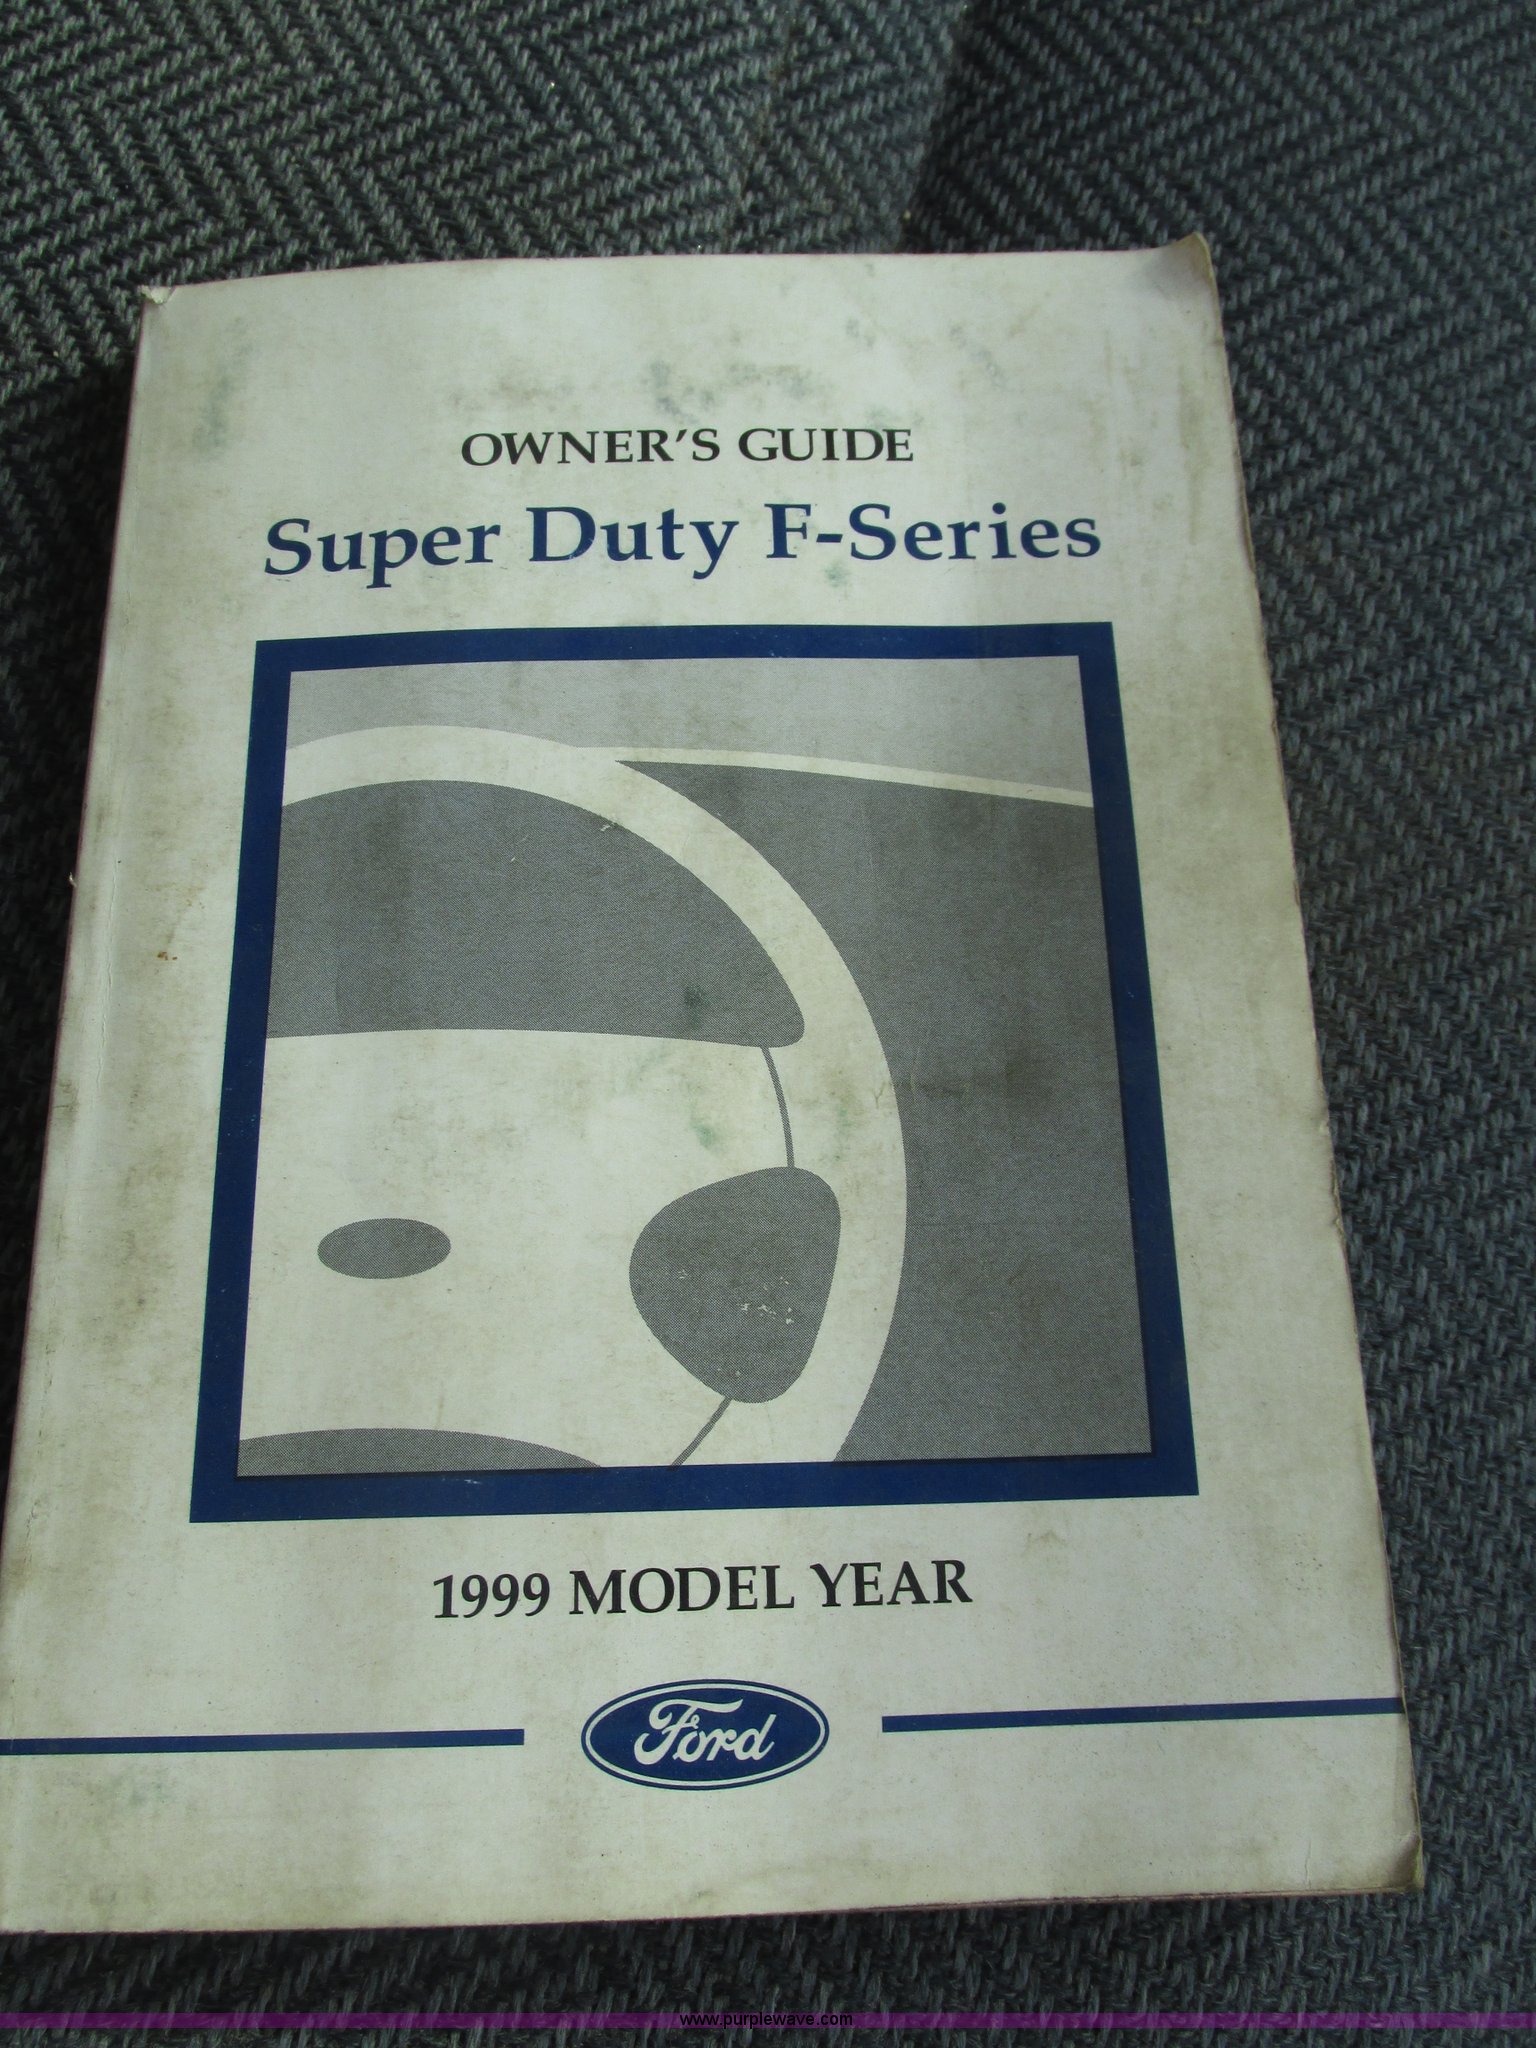 OWNER'S GUIDE
Super Duty F-Series
1999 MODEL YEAR
Ford
www.purplewave.com